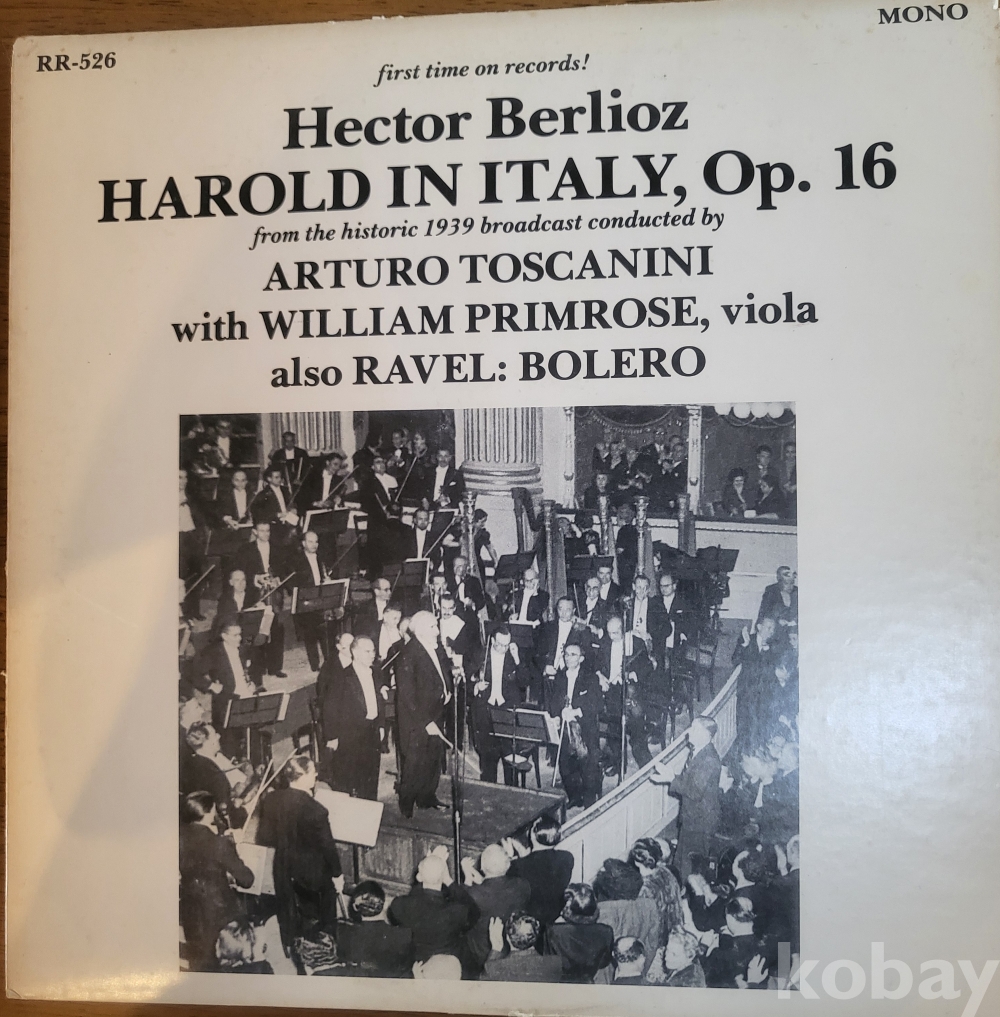 RR-526
MONO
first time on records!
Hector Berlioz
HAROLD IN ITALY, Op. 16
from the historic 1939 broadcast conducted by
ARTURO TOSCANINI
with WILLIAM PRIMROSE, viola
also RAVEL: BOLERO
kobay